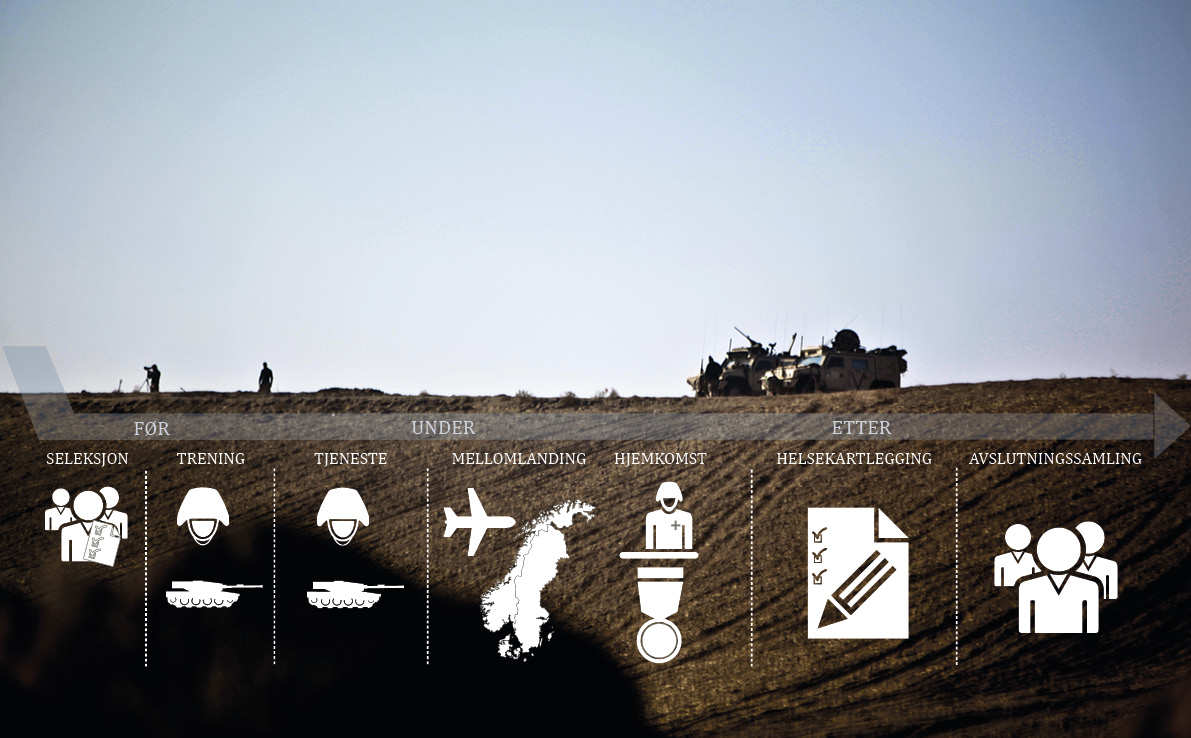 FØR
UNDER
ETTER
SELEKSJON
TRENING
TJENESTE
MELLOMLANDING
HJEMKOMST
HELSEKARTLEGGING
AVSLUTNINGSSAMLING